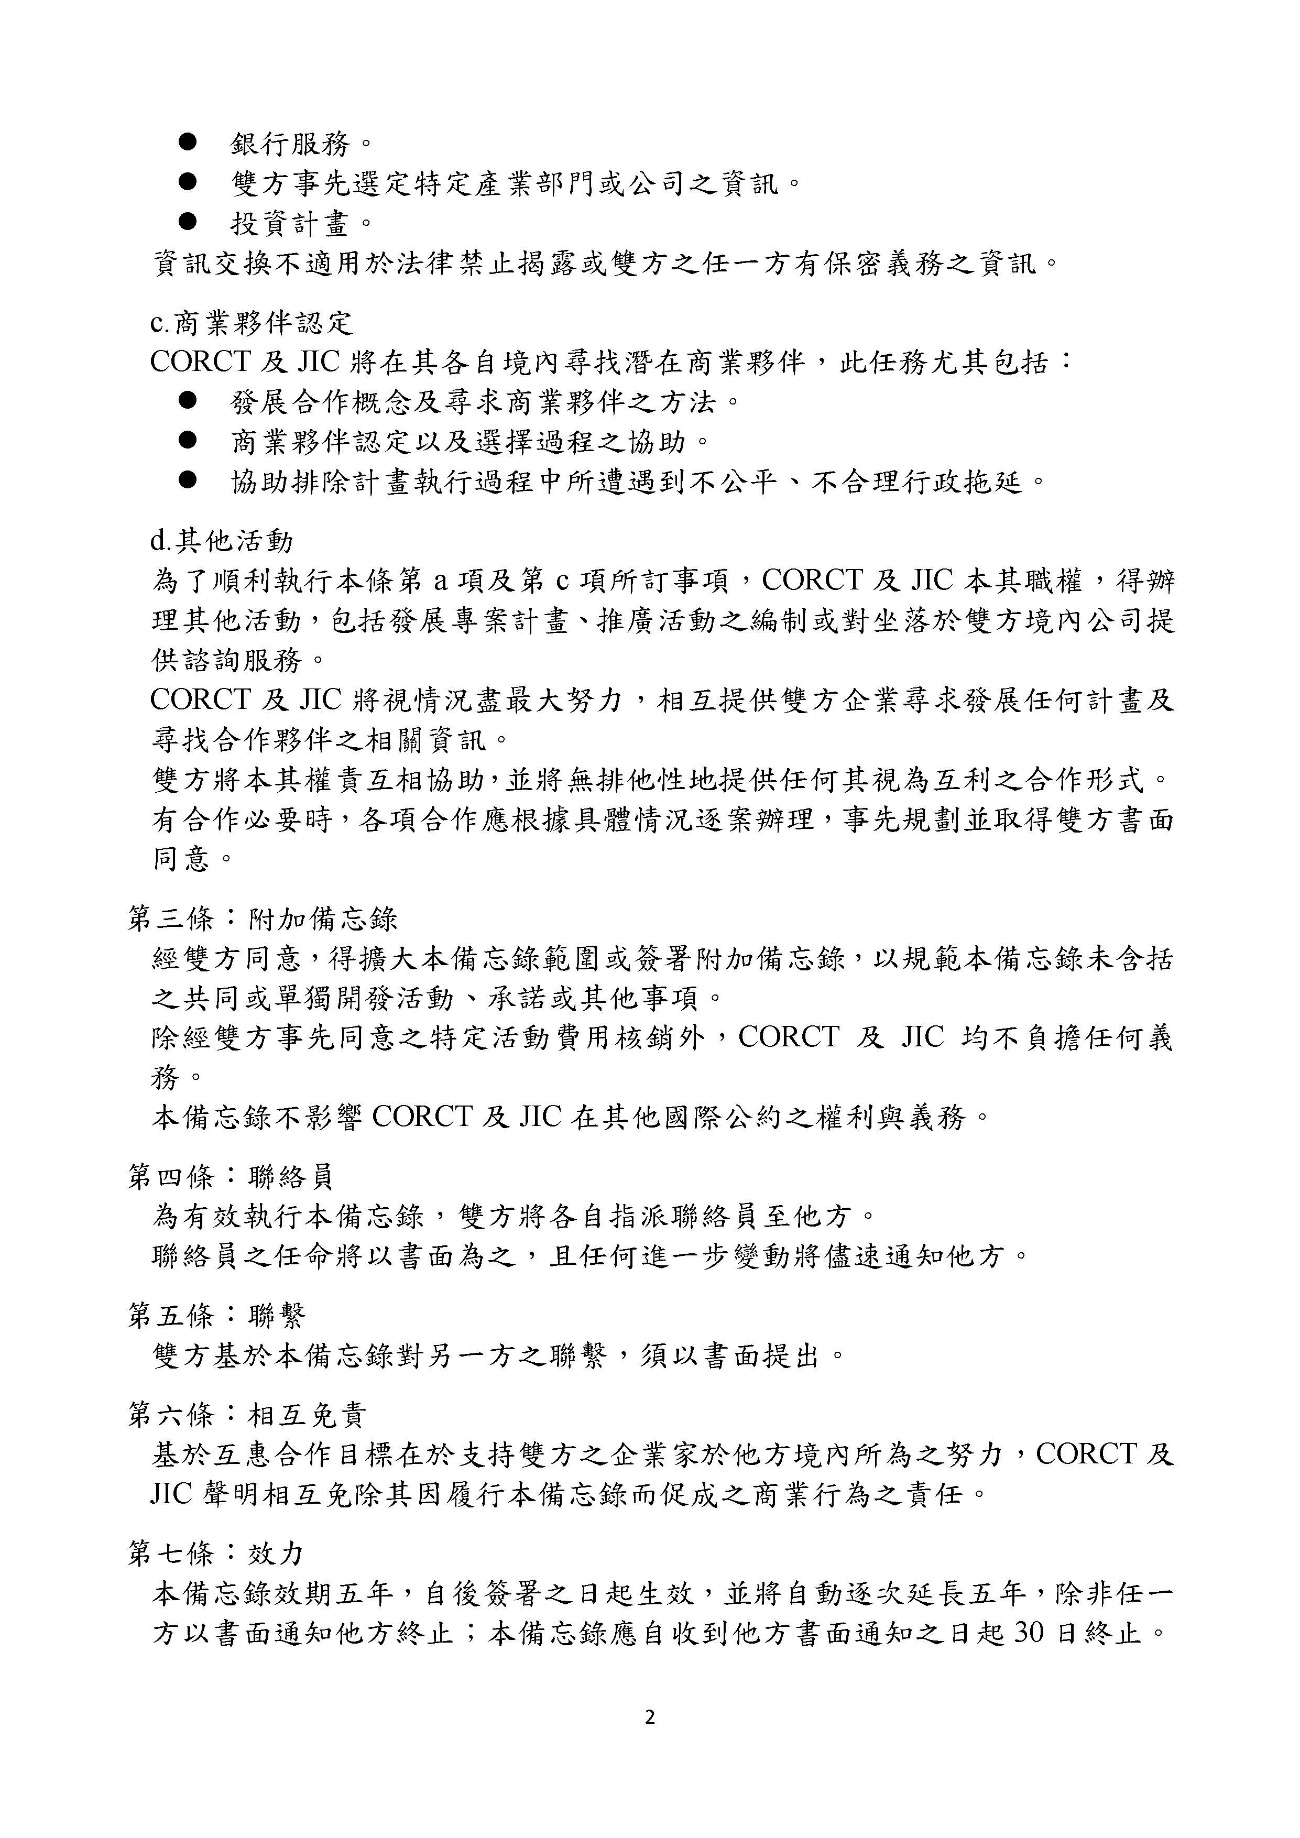 ● 銀行服務。
● 雙方事先選定特定產業部門或公司之資訊。
● 投資計畫。
資訊交換不適用於法律禁止揭露或雙方之任一方有保密義務之資訊。
c.商業夥伴認定
CORCT 及 JIC 將在其各自境內尋找潛在商業夥伴，此任務尤其包括：
● 發展合作概念及尋求商業夥伴之方法。
● 商業夥伴認定以及選擇過程之協助。
● 協助排除計畫執行過程中所遭遇到不公平、不合理行政拖延。
d.其他活動
為了順利執行本條第 a 項及第 c 項所訂事項，CORCT 及 JIC 本其職權，得辦
理其他活動，包括發展專案計畫、推廣活動之編制或對坐落於雙方境內公司提
供諮詢服務。
CORCT 及 JIC 將視情況盡最大努力，相互提供雙方企業尋求發展任何計畫及
尋找合作夥伴之相關資訊。
雙方將本其權責互相協助，並將無排他性地提供任何其視為互利之合作形式。
有合作必要時，各項合作應根據具體情況逐案辦理，事先規劃並取得雙方書面
同意。
第三條：附加備忘錄
經雙方同意，得擴大本備忘錄範圍或簽署附加備忘錄，以規範本備忘錄未含括
之共同或單獨開發活動、承諾或其他事項。
除經雙方事先同意之特定活動費用核銷外，CORCT 及 JIC 均不負擔任何義
務。
本備忘錄不影響 CORCT 及 JIC 在其他國際公約之權利與義務。
第四條：聯絡員
為有效執行本備忘錄，雙方將各自指派聯絡員至他方。
聯絡員之任命將以書面為之，且任何進一步變動將儘速通知他方。
第五條：聯繫
雙方基於本備忘錄對另一方之聯繫，須以書面提出。
第六條：相互免責
基於互惠合作目標在於支持雙方之企業家於他方境內所為之努力，CORCT 及
JIC 聲明相互免除其因履行本備忘錄而促成之商業行為之責任。
第七條：效力
本備忘錄效期五年，自後簽署之日起生效，並將自動逐次延長五年，除非任一
方以書面通知他方終止；本備忘錄應自收到他方書面通知之日起 30 日終止。
2